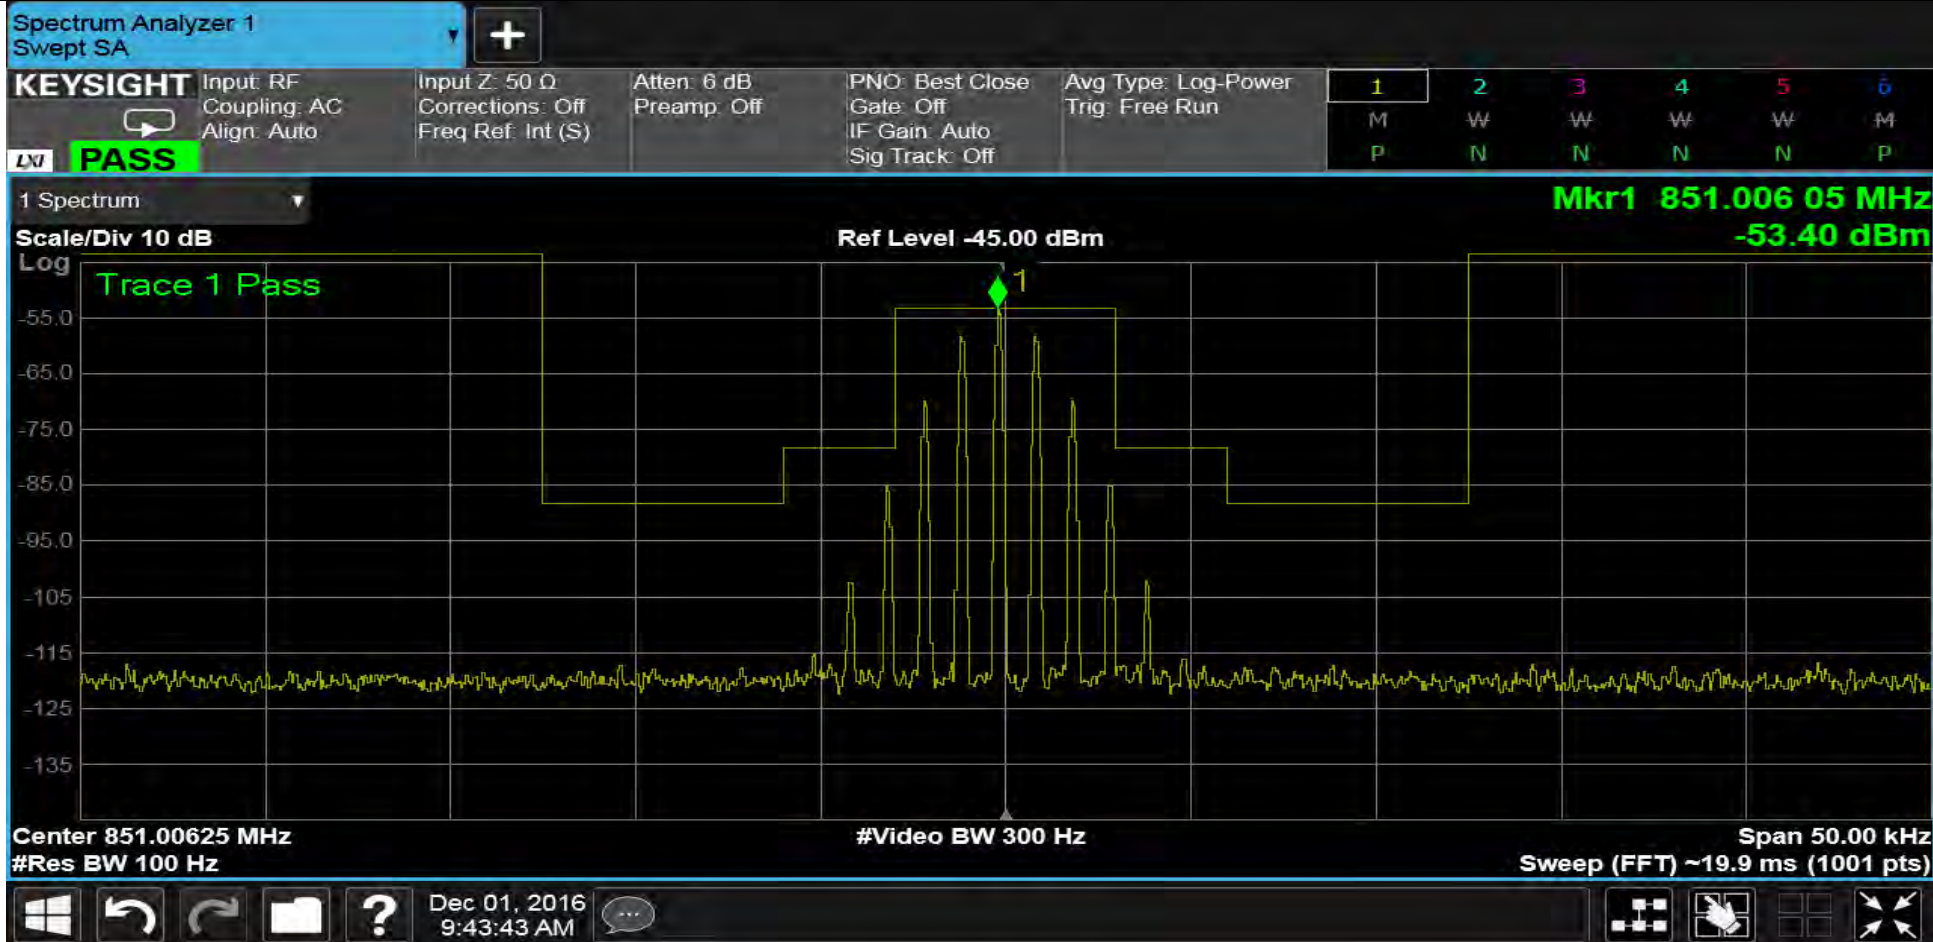 Spectrum Analyzer 1
Swept SA
KEYSIGHT
LXI
PASS
Input: RF
Coupling: AC
Align: Auto
Input Z: 50 Ω
Corrections: Off
Freq Ref: Int (S)
Atten: 6 dB
Preamp: Off
PNO: Best Close
Gate: Off
IF Gain: Auto
Sig Track: Off
Avg Type: Log-Power
Trig: Free Run
1 2 3 4 5 6
M W W W W M
P N N N N P
1 Spectrum
Mkr1 851.006 05 MHz
-53.40 dBm
Scale/Div 10 dB
Ref Level -45.00 dBm
Log
Trace 1 Pass
1
-55.0
-65.0
-75.0
-85.0
-95.0
-105
-115
-125
-135
Center 851.00625 MHz
#Video BW 300 Hz
Span 50.00 kHz
#Res BW 100 Hz
Sweep (FFT) ~19.9 ms (1001 pts)
?
Dec 01, 2016
9:43:43 AM